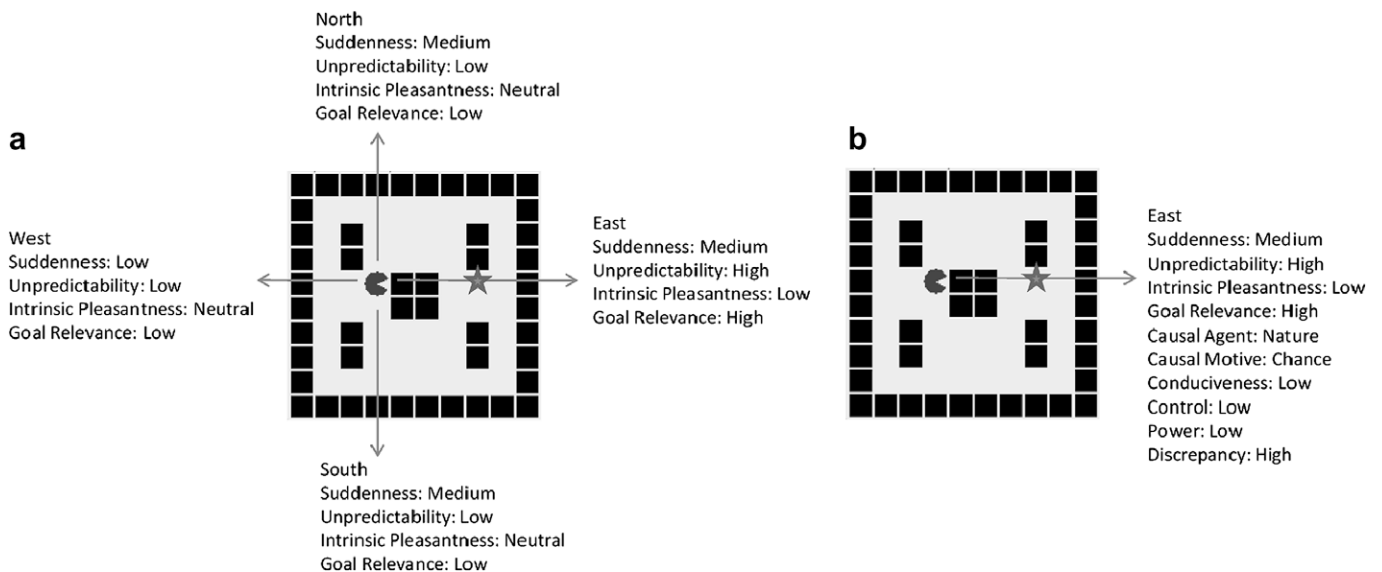 North
Suddenness: Medium
Unpredictability: Low
Intrinsic Pleasantness: Neutral
Goal Relevance: Low
a
West
Suddenness: Low
Unpredictability: Low
Intrinsic Pleasantness: Neutral
Goal Relevance: Low
East
Suddenness: Medium
Unpredictability: High
Intrinsic Pleasantness: Low
Goal Relevance: High
South
Suddenness: Medium
Unpredictability: Low
Intrinsic Pleasantness: Neutral
Goal Relevance: Low
b
East
Suddenness: Medium
Unpredictability: High
Intrinsic Pleasantness: Low
Goal Relevance: High
Causal Agent: Nature
Causal Motive: Chance
Conduciveness: Low
Control: Low
Power: Low
Discrepancy: High